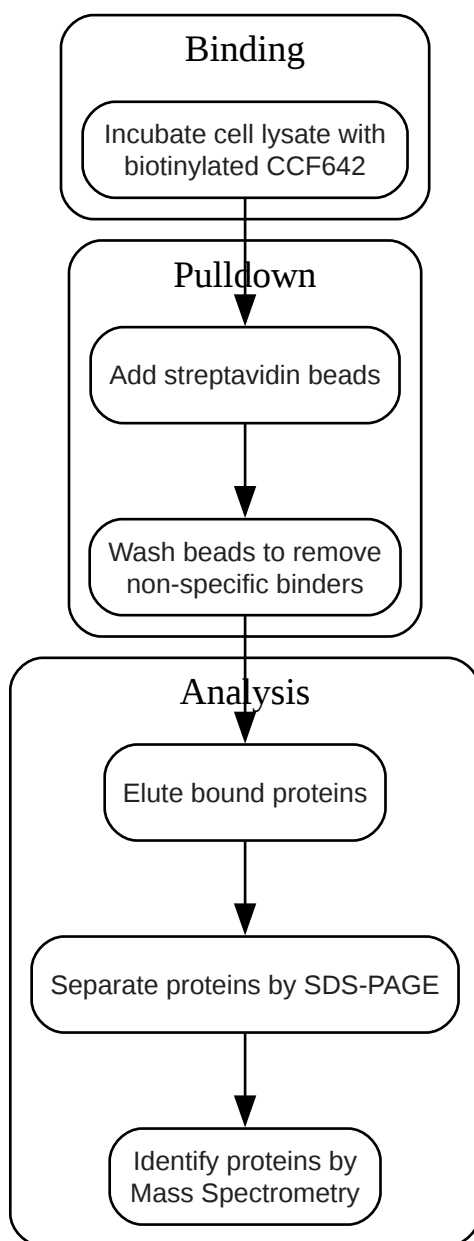 Binding
Incubate cell lysate with
biotinylated CCF642
Pulldown
Add streptavidin beads
Wash beads to remove
non-specific binders
Analysis
Elute bound proteins
Separate proteins by SDS-PAGE
Identify proteins by
Mass Spectrometry